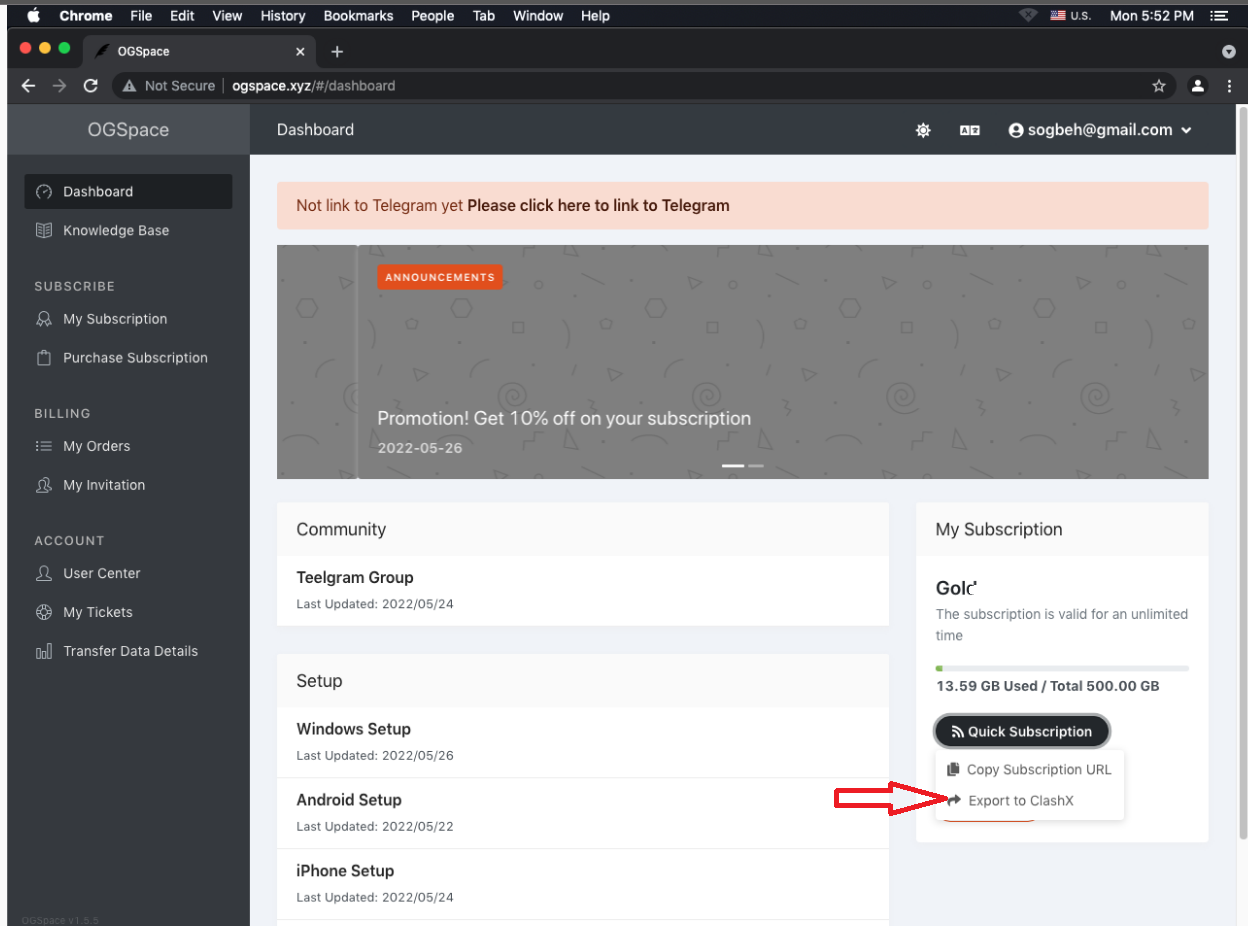 Chrome File Edit View History Bookmarks People Tab Window Help U.S. Mon 5:52 PM
OGSpace
Not Secure ogspace.xyz/#/dashboard
OGSpace
Dashboard
sogbeh@gmail.com
Dashboard
Knowledge Base
SUBSCRIBE
My Subscription
Purchase Subscription
BILLING
My Orders
My Invitation
ACCOUNT
User Center
My Tickets
Transfer Data Details
OGSpace v1.5.5
Not link to Telegram yet Please click here to link to Telegram
ANNOUNCEMENTS
Promotion! Get 10% off on your subscription
2022-05-26
Community
Teelgram Group
Last Updated: 2022/05/24
Setup
Windows Setup
Last Updated: 2022/05/26
Android Setup
Last Updated: 2022/05/22
iPhone Setup
Last Updated: 2022/05/24
My Subscription
Gold
The subscription is valid for an unlimited
time
13.59 GB Used / Total 500.00 GB
Quick Subscription
Copy Subscription URL
Export to ClashX